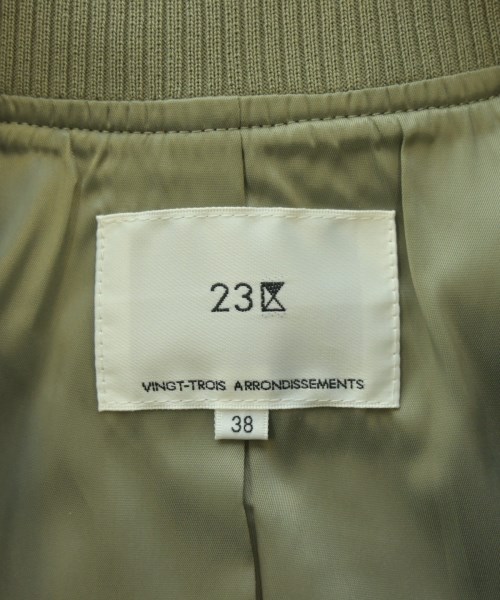 23区
VINGT-TROIS ARRONDISSEMENTS
38